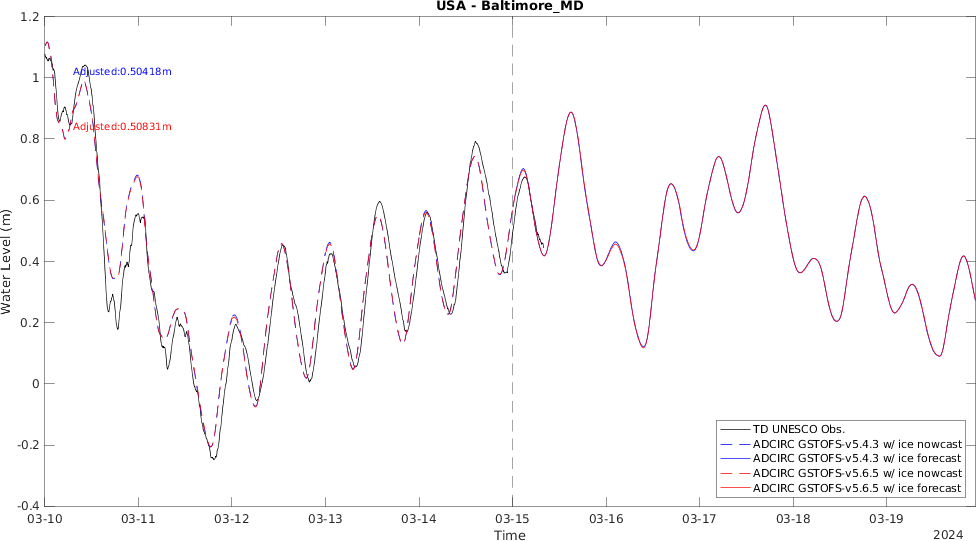 USA - Baltimore_MD
1.2
1
0.8
0.6
0.4
0.2
0
-0.2
-0.4
Water Level (m)
Adjusted:0.50418m
Adjusted:0.50831m
TD UNESCO Obs.
ADCIRC GSTOFS-v5.4.3 w/ ice nowcast
ADCIRC GSTOFS-v5.4.3 w/ ice forecast
ADCIRC GSTOFS-v5.6.5 w/ ice nowcast
ADCIRC GSTOFS-v5.6.5 w/ ice forecast
03-10 03-11 03-12 03-13 03-14 03-15 03-16 03-17 03-18 03-19
Time
2024